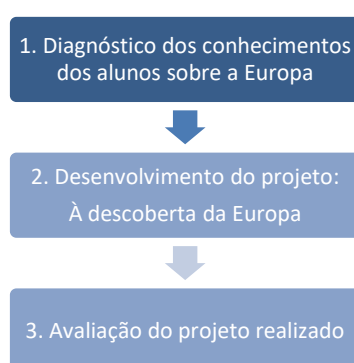 1. Diagnóstico dos conhecimentos
dos alunos sobre a Europa
2. Desenvolvimento do projeto:
À descoberta da Europa
3. Avaliação do projeto realizado